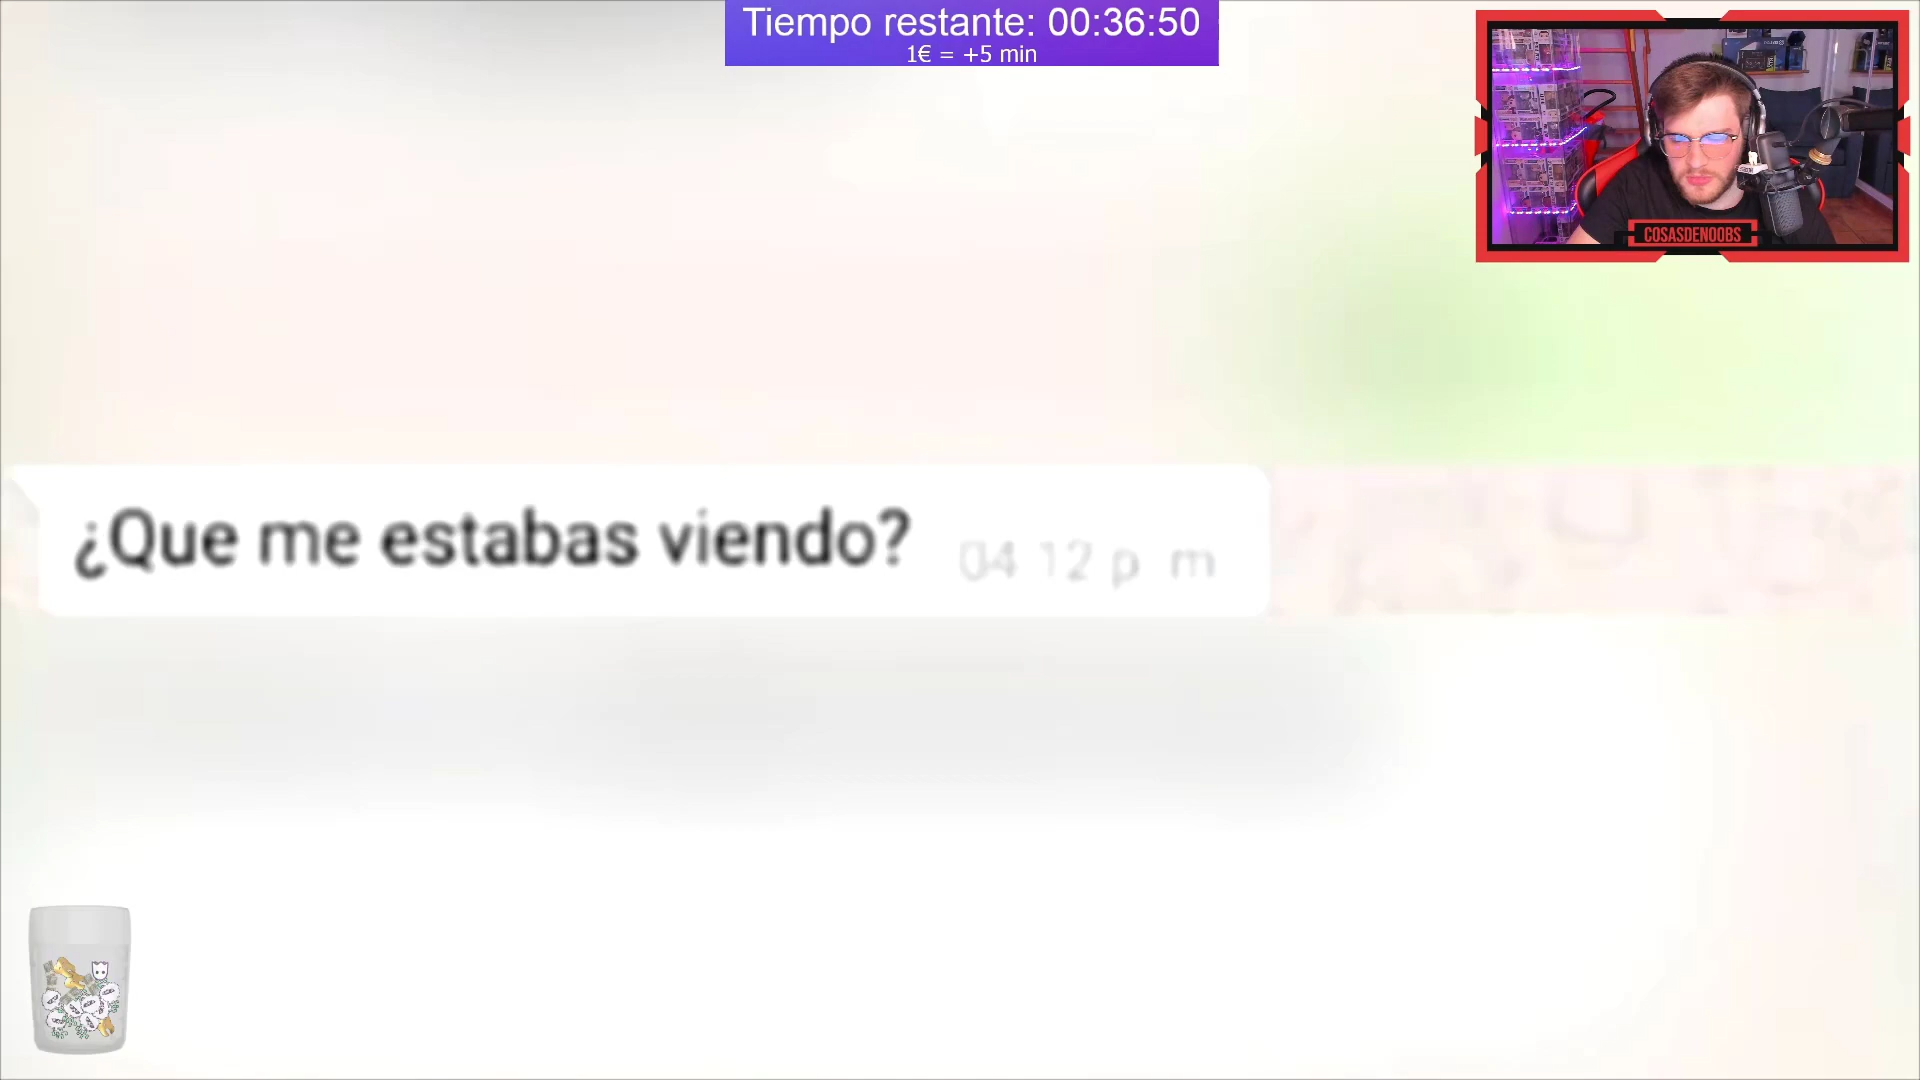 Tiempo restante: 00:36:50
1€ = +5 min
COSASDENOOBS
¿Que me estabas viendo?
04 12 p m